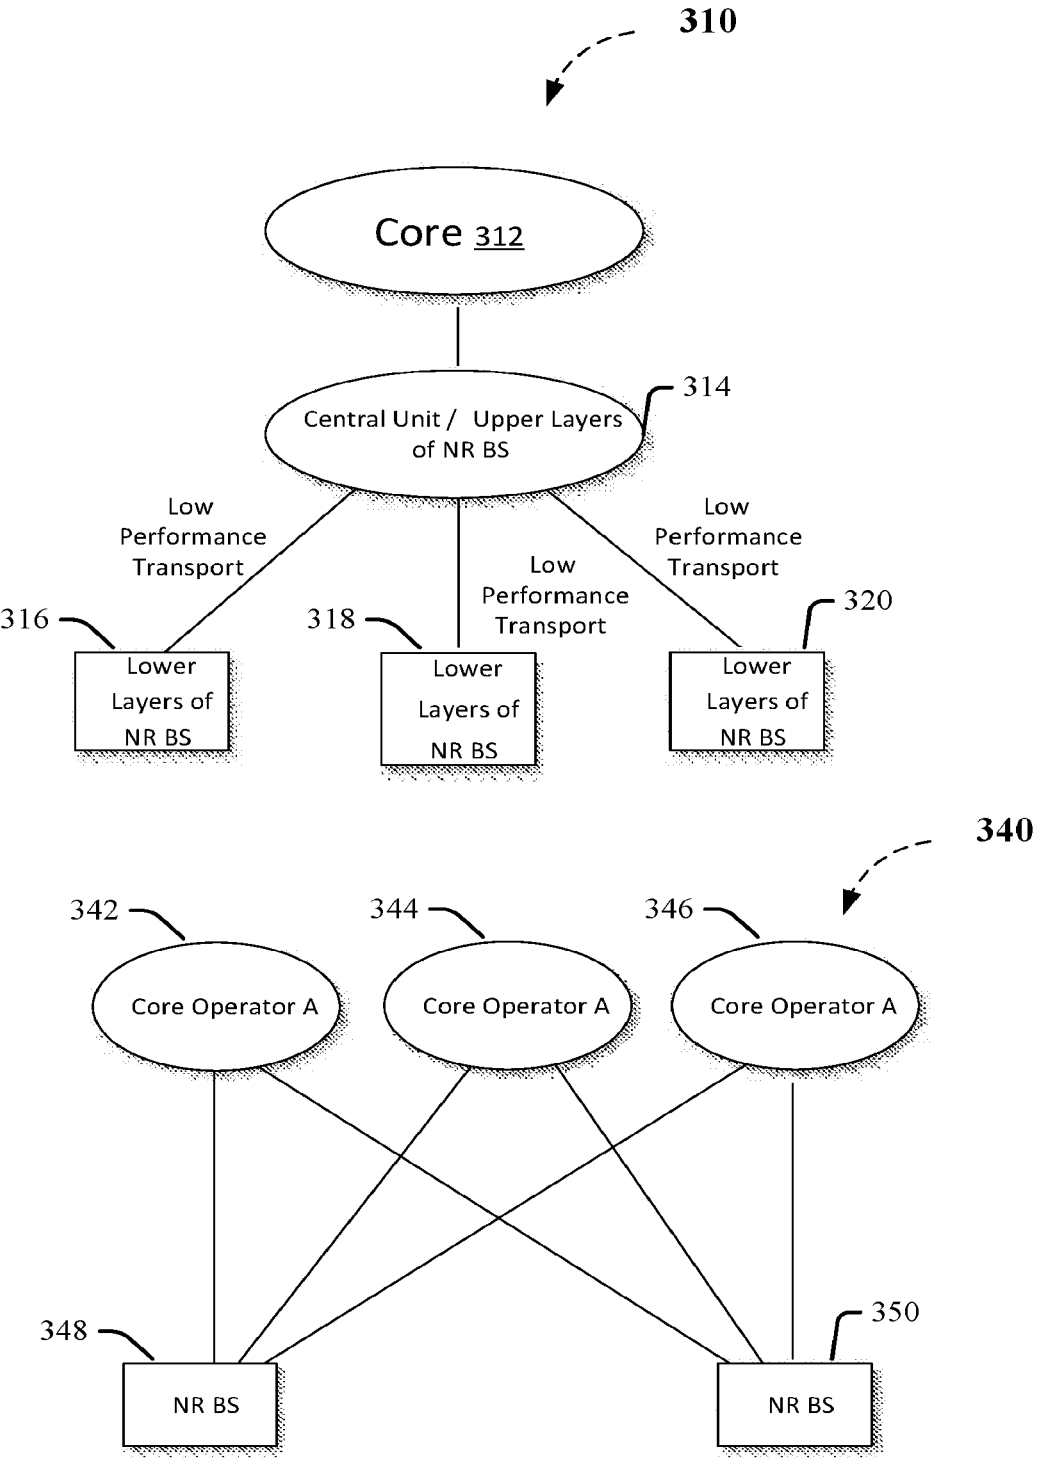 310
Core 312
314
Central Unit / Upper Layers
of NR BS
Low
Performance
Transport
Low
Performance
Transport
Low
Performance
Transport
316
318
320
Lower
Layers of
NR BS
Lower
Layers of
NR BS
Lower
Layers of
NR BS
340
342
344
346
Core Operator A
Core Operator A
Core Operator A
348
350
NR BS
NR BS